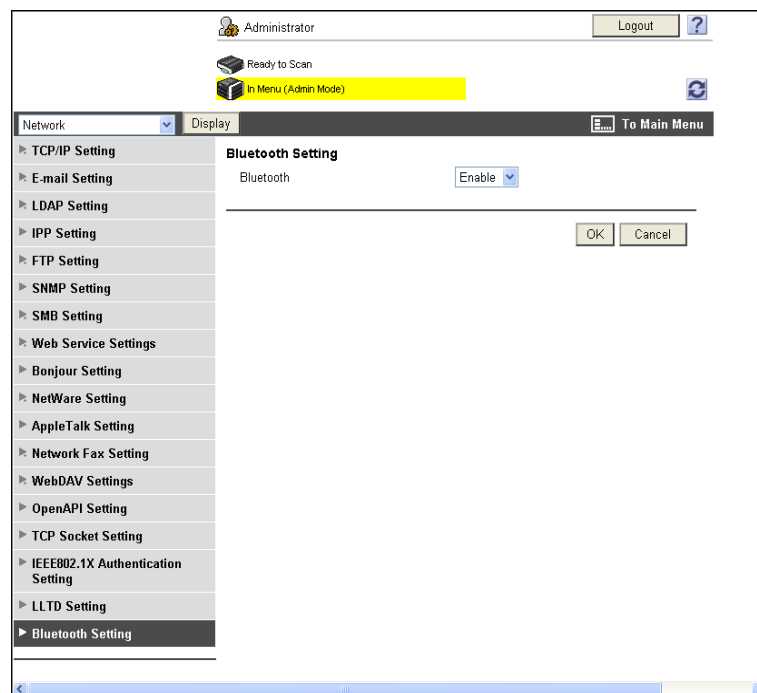 Administrator
Logout
?
Ready to Scan
In Menu (Admin Mode)
Network
Display
To Main Menu
TCP/IP Setting
E-mail Setting
LDAP Setting
IPP Setting
FTP Setting
SNMP Setting
SMB Setting
Web Service Settings
Bonjour Setting
NetWare Setting
AppleTalk Setting
Network Fax Setting
WebDAV Settings
OpenAPI Setting
TCP Socket Setting
IEEE802.1X Authentication
Setting
LLTD Setting
Bluetooth Setting
Bluetooth Setting
Bluetooth Enable
OK Cancel